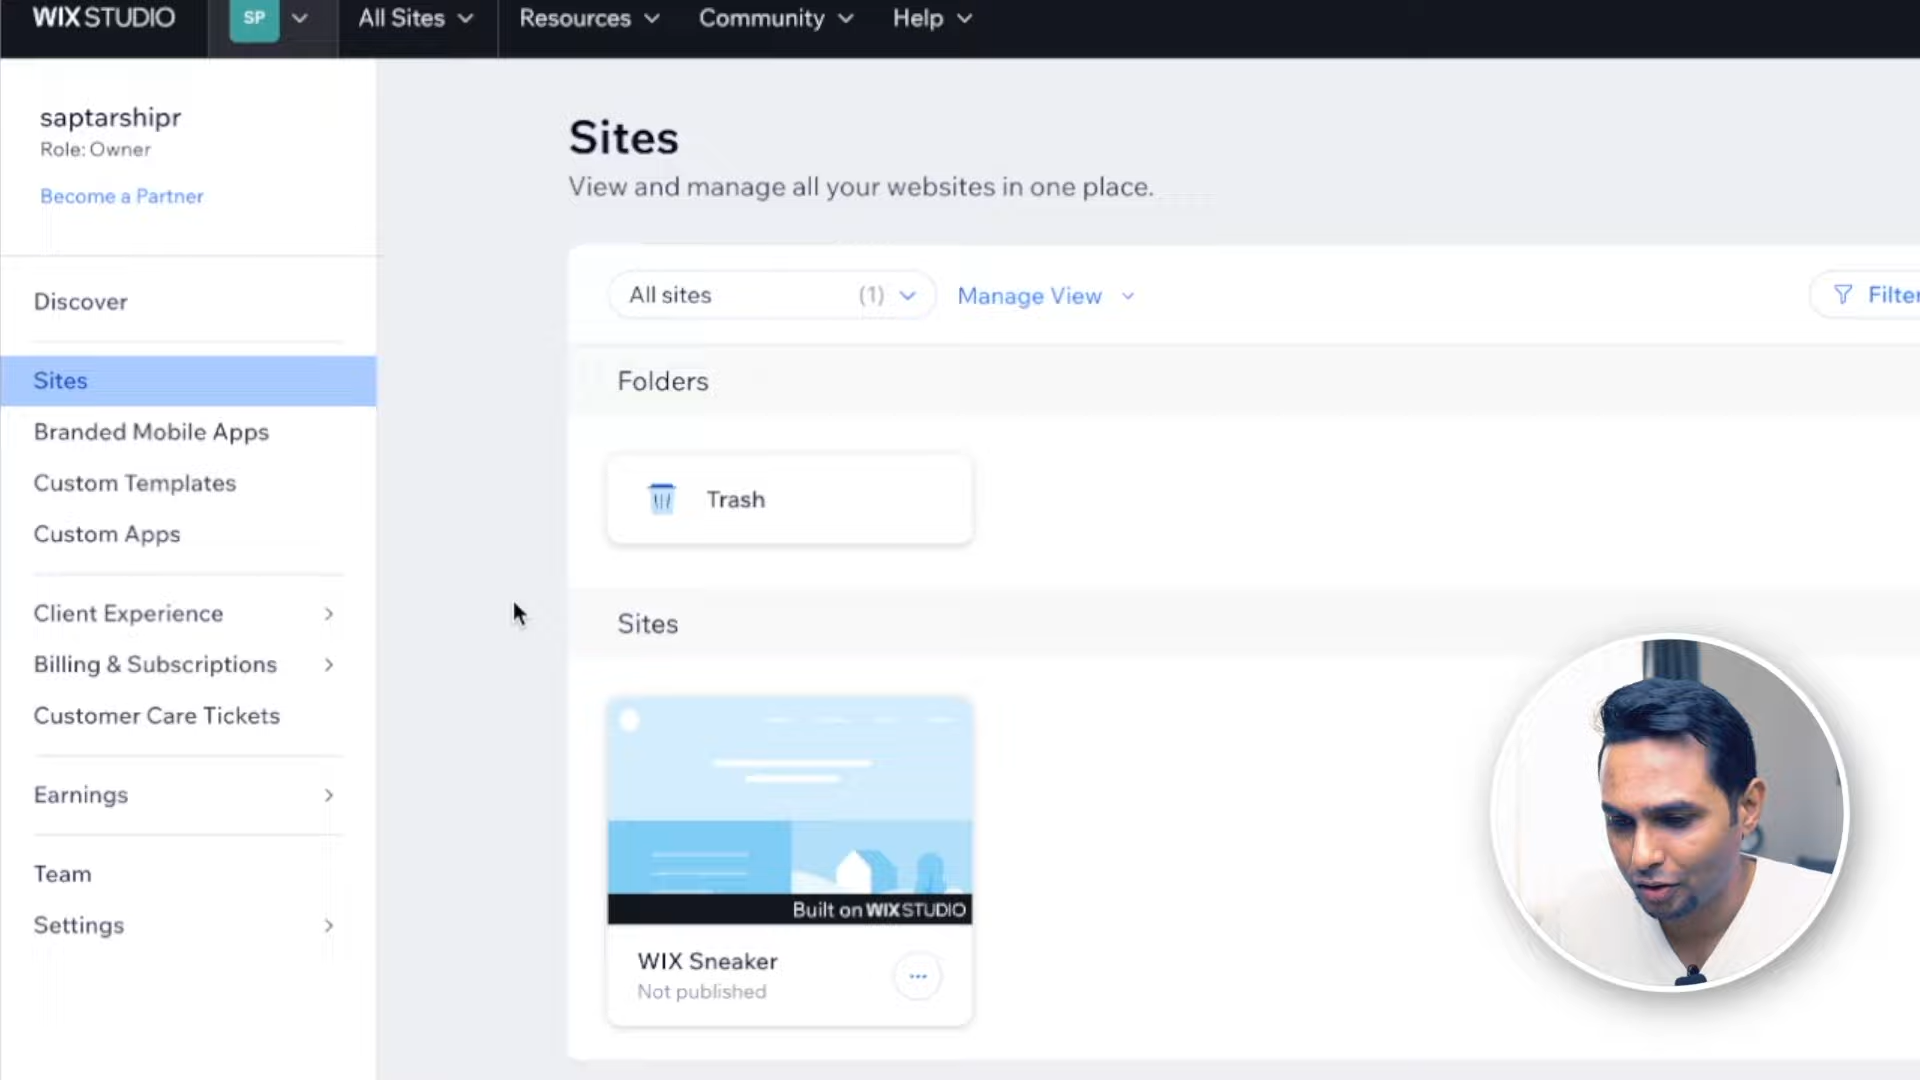 WIX STUDIO
SP
All Sites
Resources
Community
Help
saptarshipr
Role: Owner
Become a Partner
Discover
Sites
Branded Mobile Apps
Custom Templates
Custom Apps
Client Experience
Billing & Subscriptions
Customer Care Tickets
Earnings
Team
Settings
Sites
View and manage all your websites in one place.
All sites (1)
Manage View
Filter
Folders
Trash
Sites
Built on WIX STUDIO
WIX Sneaker
Not published